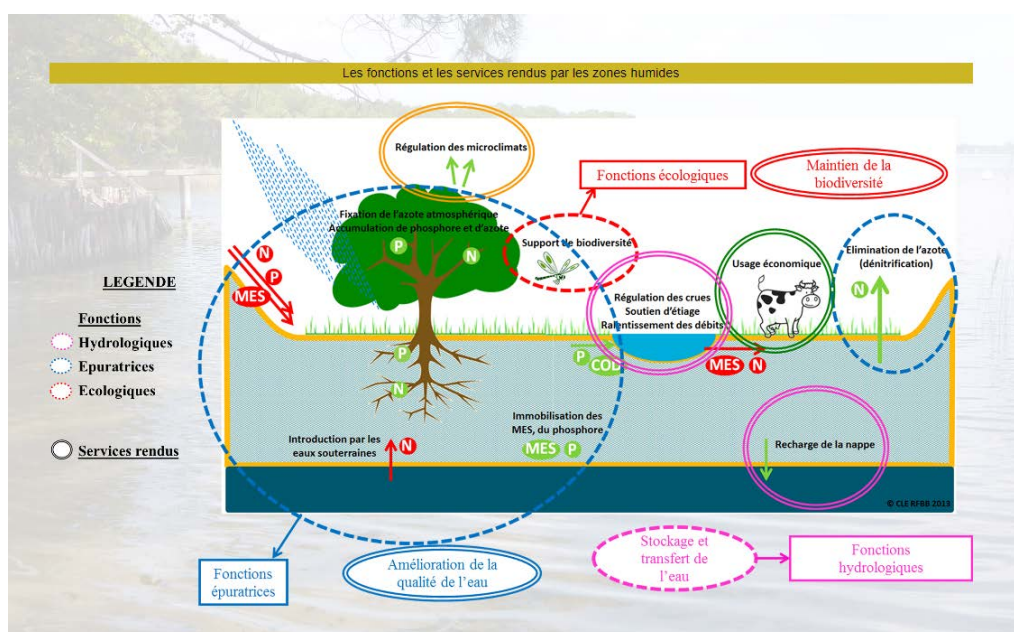 Les fonctions et les services rendus par les zones humides
Régulation des microclimats
Fonctions écologiques
Maintien de la
biodiversité
Fixation de l'azote atmosphérique
Accumulation de phosphore et d'azote
P
N
Support de biodiversité
Usage économique
Elimination de l'azote
(dénitrification)
N
N
P
MES
Régulation des crues
Soutien d'étiage
Ralentissement des débits
LEGENDE
Fonctions
Hydrologiques
Epuratrices
Ecologiques
Services rendus
P
N
P
COD
MES
N
Immobilisation des
MES, du phosphore
MES
P
Introduction par les
eaux souterraines
N
Recharge de la nappe
© CLE RFBB 2013
Fonctions
épuratrices
Amélioration de la
qualité de l'eau
Stockage et
transfert de
l'eau
Fonctions
hydrologiques